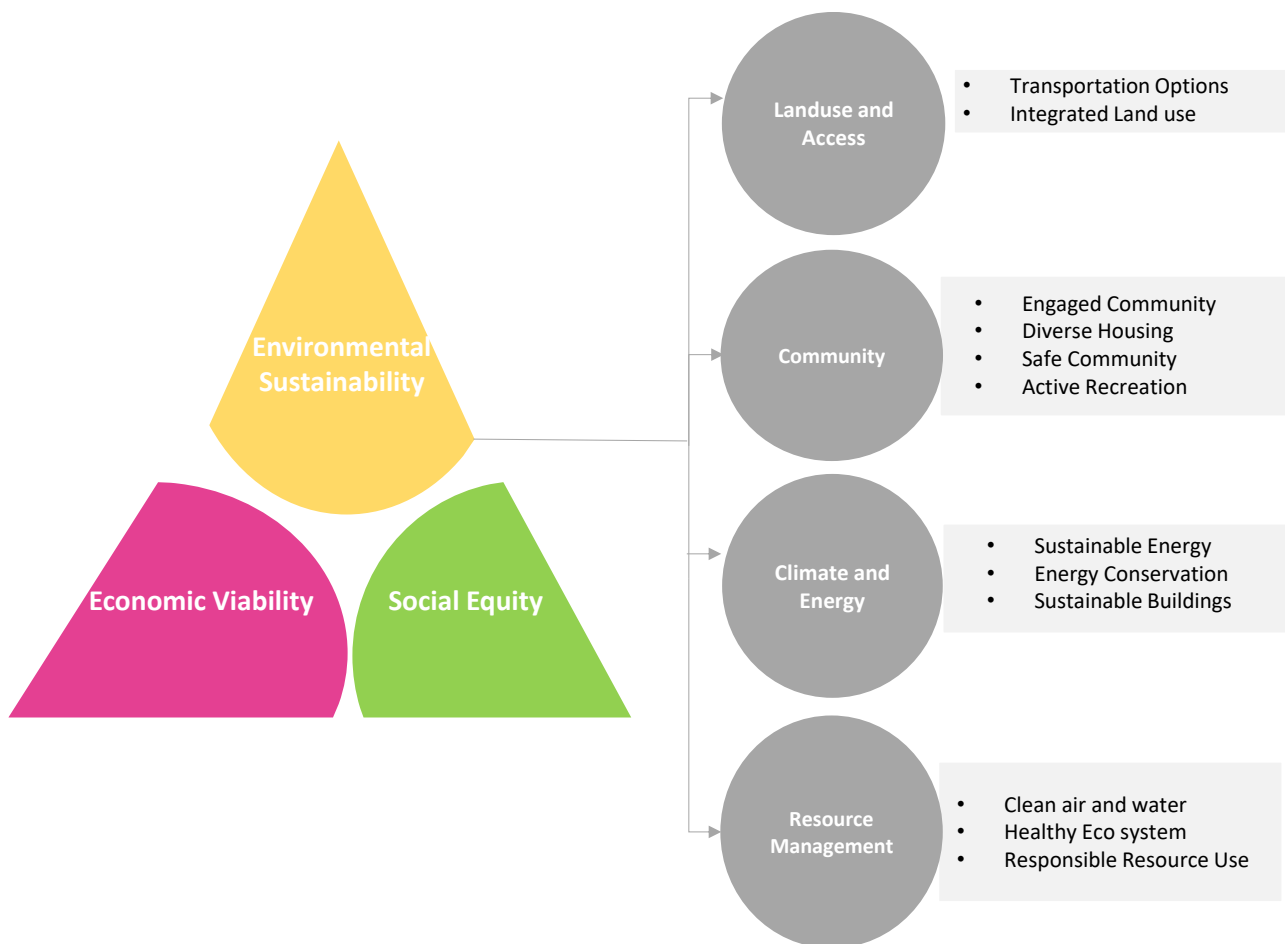 Environmental
Sustainability
Economic Viability
Social Equity
Landuse and
Access
• Transportation Options
• Integrated Land use
Community
• Engaged Community
• Diverse Housing
• Safe Community
• Active Recreation
Climate and
Energy
• Sustainable Energy
• Energy Conservation
• Sustainable Buildings
Resource
Management
• Clean air and water
• Healthy Eco system
• Responsible Resource Use